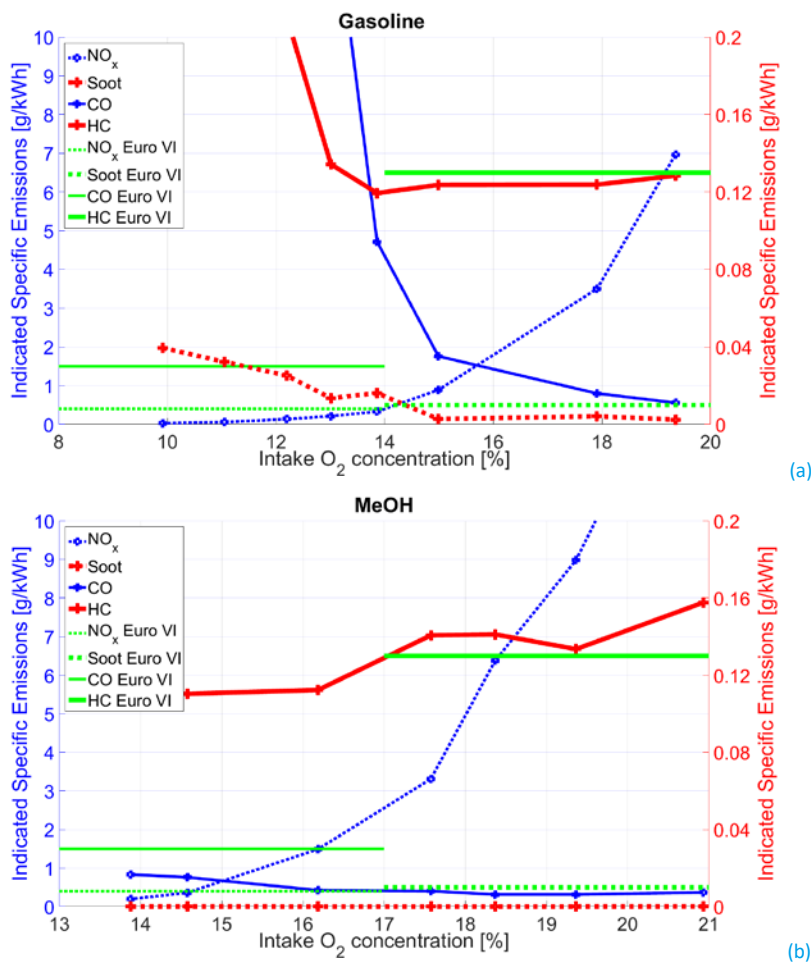 Gasoline
Indicated Specific Emissions [g/kWh]
10
9
8
7
6
5
4
3
2
1
0
NOx
Soot
CO
HC
NOx Euro VI
Soot Euro VI
CO Euro VI
HC Euro VI
0.2
0.16
0.12
0.08
0.04
0
Indicated Specific Emissions [g/kWh]
8 10 12 14 16 18 20
Intake O2 concentration [%]
(a)
MeOH
Indicated Specific Emissions [g/kWh]
10
9
8
7
6
5
4
3
2
1
0
NOx
Soot
CO
HC
NOx Euro VI
Soot Euro VI
CO Euro VI
HC Euro VI
0.2
0.16
0.12
0.08
0.04
0
Indicated Specific Emissions [g/kWh]
13 14 15 16 17 18 19 20 21
Intake O2 concentration [%]
(b)